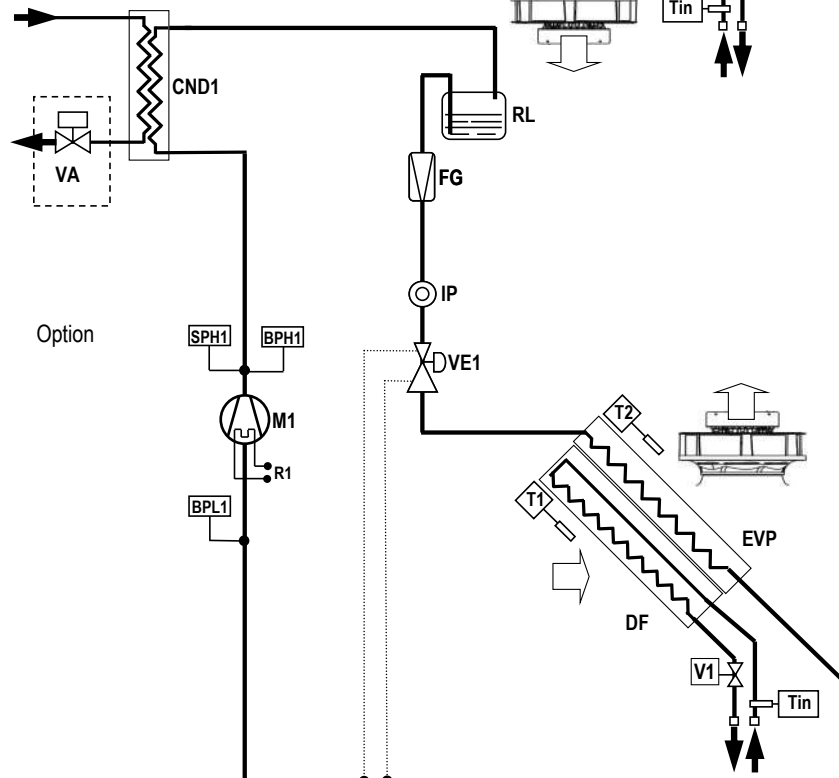 Tin
CND1
RL
VA
FG
IP
Option
SPH1
BPH1
VE1
M1
T2
R1
T1
BPL1
EVP
DF
V1
Tin